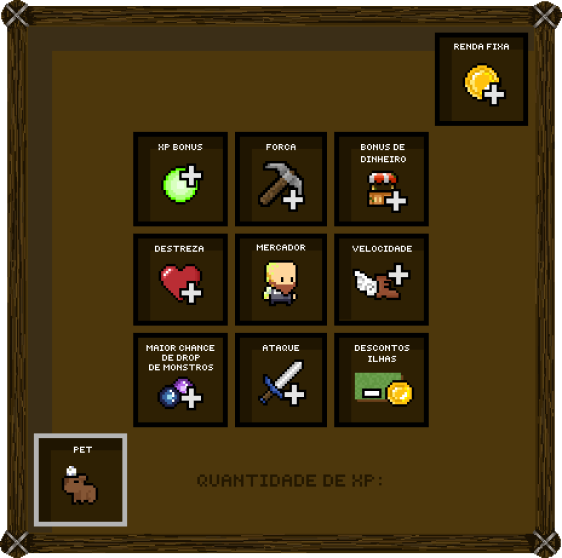 RENDA FIXA
XP BONUS
FORCA
BONUS DE
DINHEIRO
DESTREZA
MERCADOR
VELOCIDADE
MAIOR CHANCE
DE DROP
DE MONSTROS
ATAQUE
DESCONTOS
ILHAS
PET
QUANTIDADE DE XP: